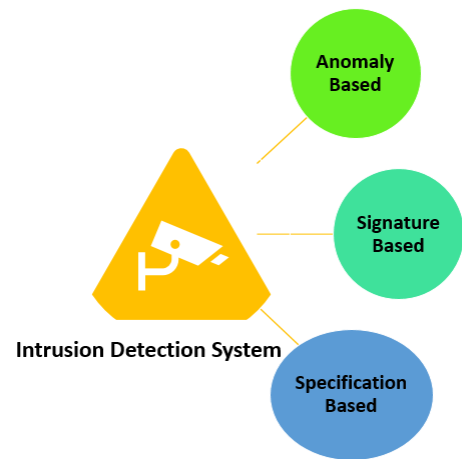 Anomaly
Based
Signature
Based
Intrusion Detection System
Specification
Based